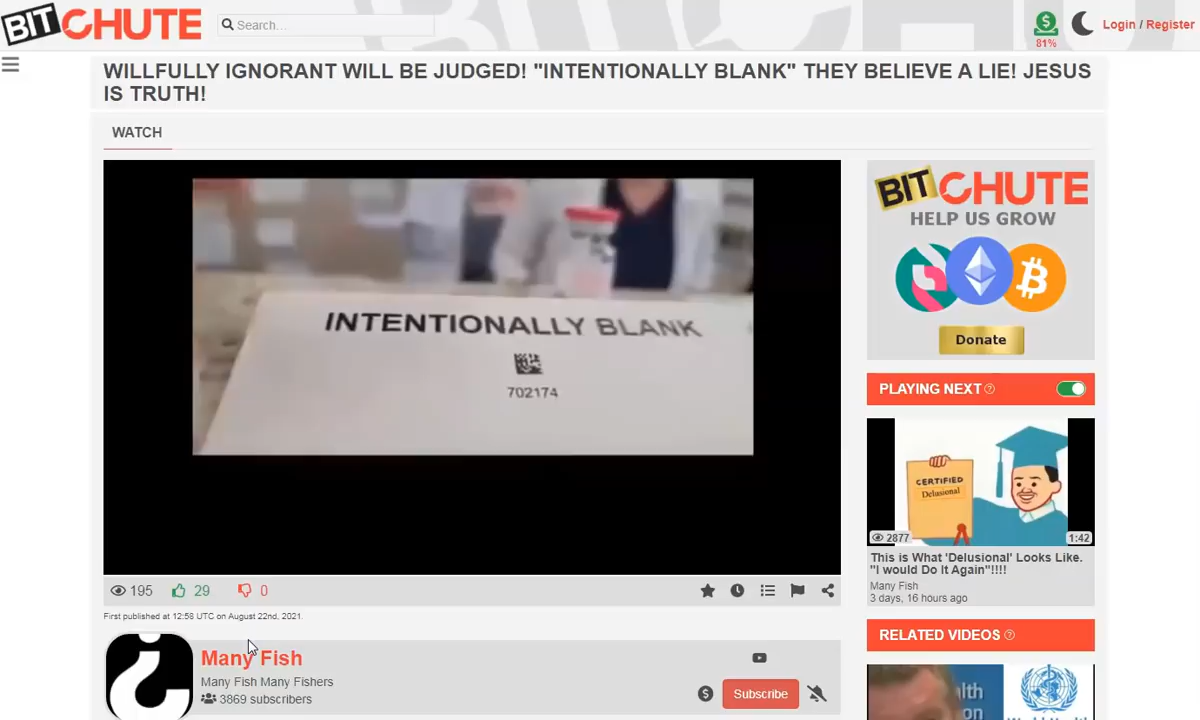 BITCHUTE
Search...
81%
Login / Register
WILLFULLY IGNORANT WILL BE JUDGED! "INTENTIONALLY BLANK" THEY BELIEVE A LIE! JESUS
IS TRUTH!
WATCH
INTENTIONALLY BLANK
702174
BITCHUTE
HELP US GROW
Donate
PLAYING NEXT
CERTIFIED
Delusional
2877
1:42
This is What 'Delusional' Looks Like.
"I would Do It Again"!!!!
Many Fish
3 days, 16 hours ago
195
29
0
First published at 12:58 UTC on August 22nd, 2021.
RELATED VIDEOS
Many Fish
Many Fish Many Fishers
3869 subscribers
Subscribe